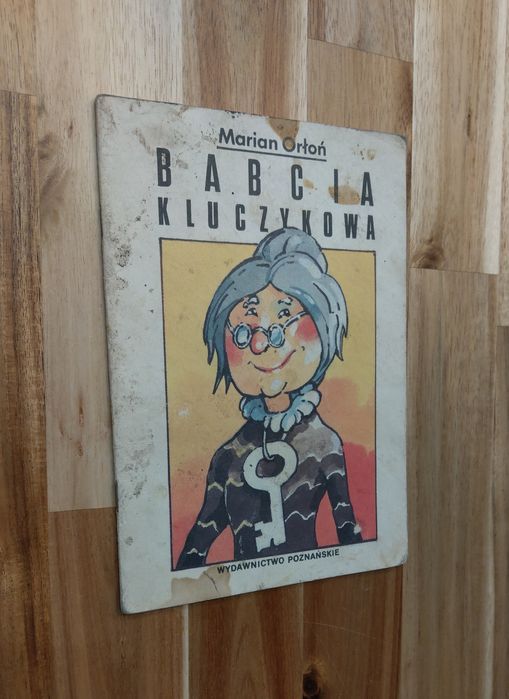 Marian Orłoń
BABCIA
KLUCZYKOWA
WYDAWNICTWO POZNAŃSKIE